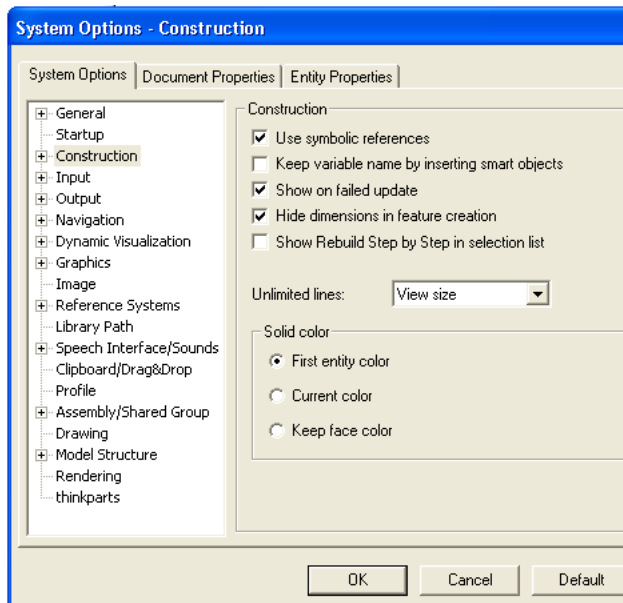 System Options - Construction
System Options
Document Properties
Entity Properties
General
Startup
Construction
Input
Output
Navigation
Dynamic Visualization
Graphics
Image
Reference Systems
Library Path
Speech Interface/Sounds
Clipboard/Drag&Drop
Profile
Assembly/Shared Group
Drawing
Model Structure
Rendering
thinkparts
Construction
Use symbolic references
Keep variable name by inserting smart objects
Show on failed update
Hide dimensions in feature creation
Show Rebuild Step by Step in selection list
Unlimited lines: View size
Solid color
First entity color
Current color
Keep face color
OK
Cancel
Default